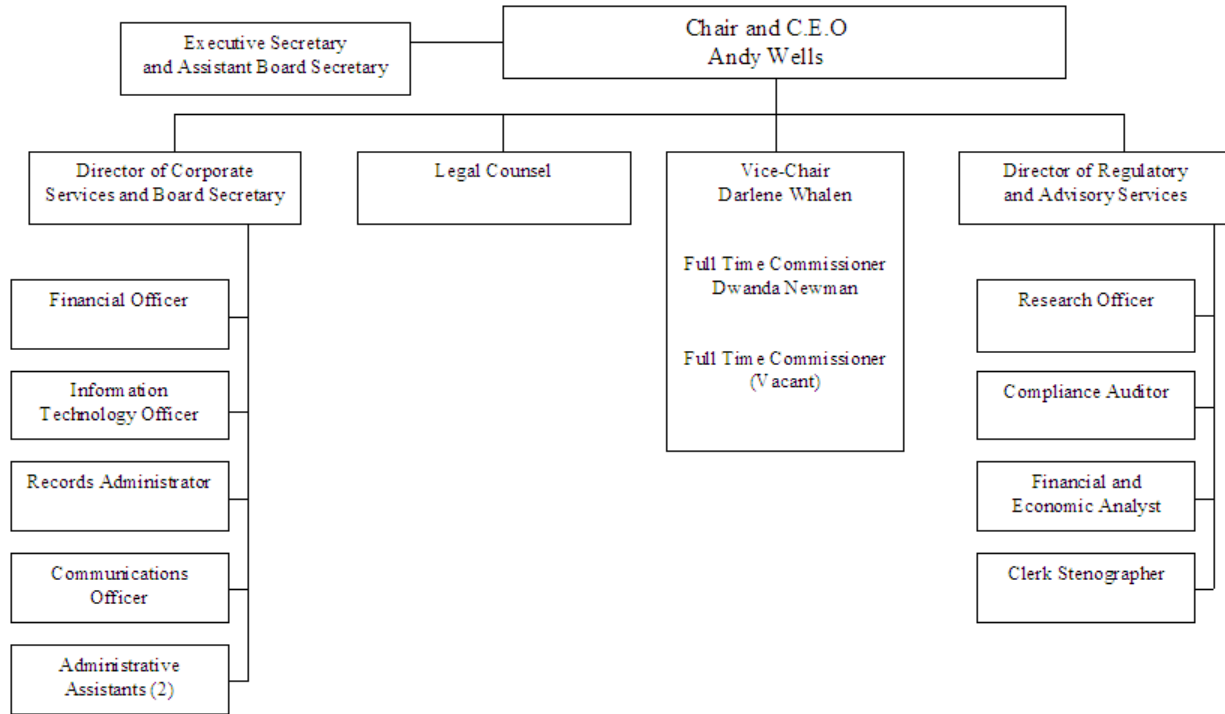 Chair and C.E.O
Andy Wells
Executive Secretary
and Assistant Board Secretary
Director of Corporate
Services and Board Secretary
Legal Counsel
Vice-Chair
Darlene Whalen
Full Time Commissioner
Dwanda Newman
Full Time Commissioner
(Vacant)
Director of Regulatory
and Advisory Services
Financial Officer
Information
Technology Officer
Records Administrator
Communications
Officer
Administrative
Assistants (2)
Research Officer
Compliance Auditor
Financial and
Economic Analyst
Clerk Stenographer